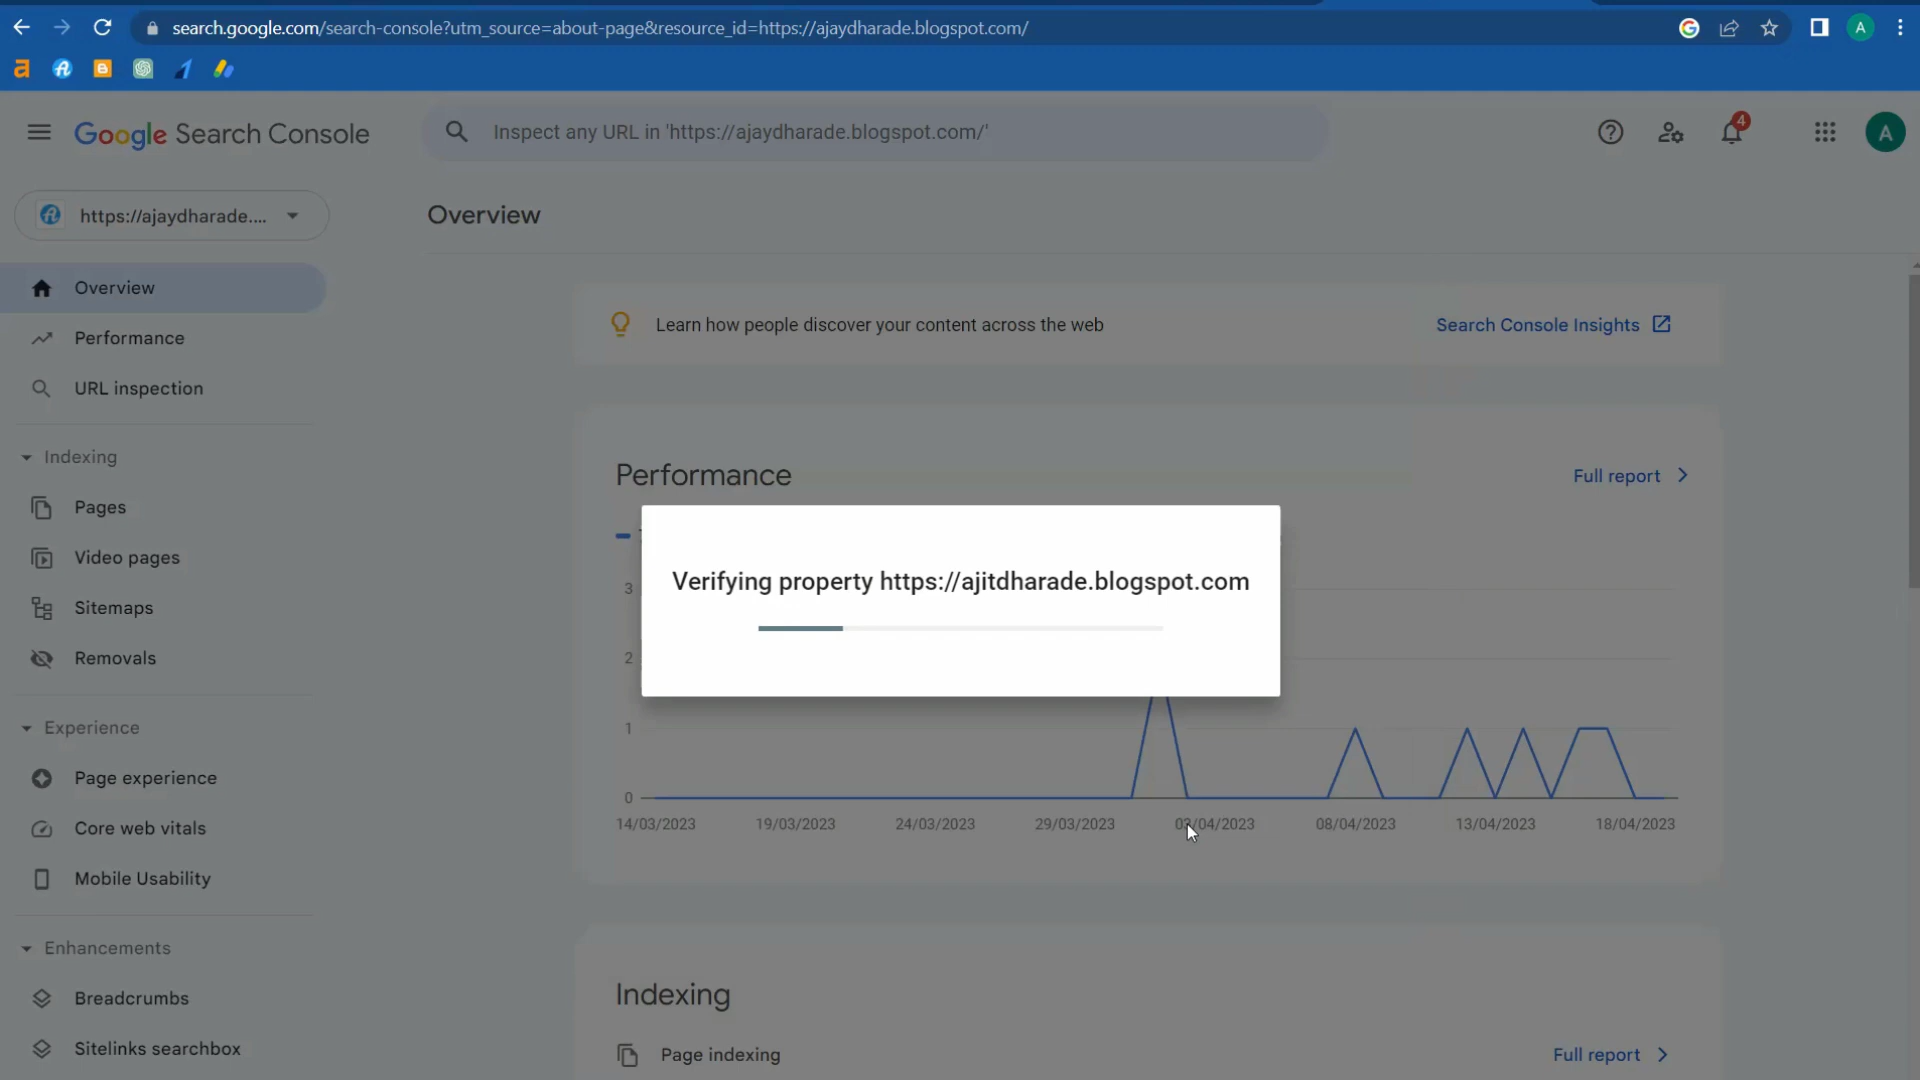 search.google.com/search-console?utm_source=about-page&resource_id=https://ajaydharade.blogspot.com/
A
Google Search Console
Inspect any URL in 'https://ajaydharade.blogspot.com/'
4
A
https://ajaydharade....
Overview
Overview
Learn how people discover your content across the web
Search Console Insights
Performance
URL inspection
Indexing
Pages
Video pages
Sitemaps
Removals
Experience
Page experience
Core web vitals
Mobile Usability
Enhancements
Breadcrumbs
Sitelinks searchbox
Performance
Full report
Verifying property https://ajitdharade.blogspot.com
3
2
1
0
14/03/2023
19/03/2023
24/03/2023
29/03/2023
03/04/2023
08/04/2023
13/04/2023
18/04/2023
Indexing
Page indexing
Full report